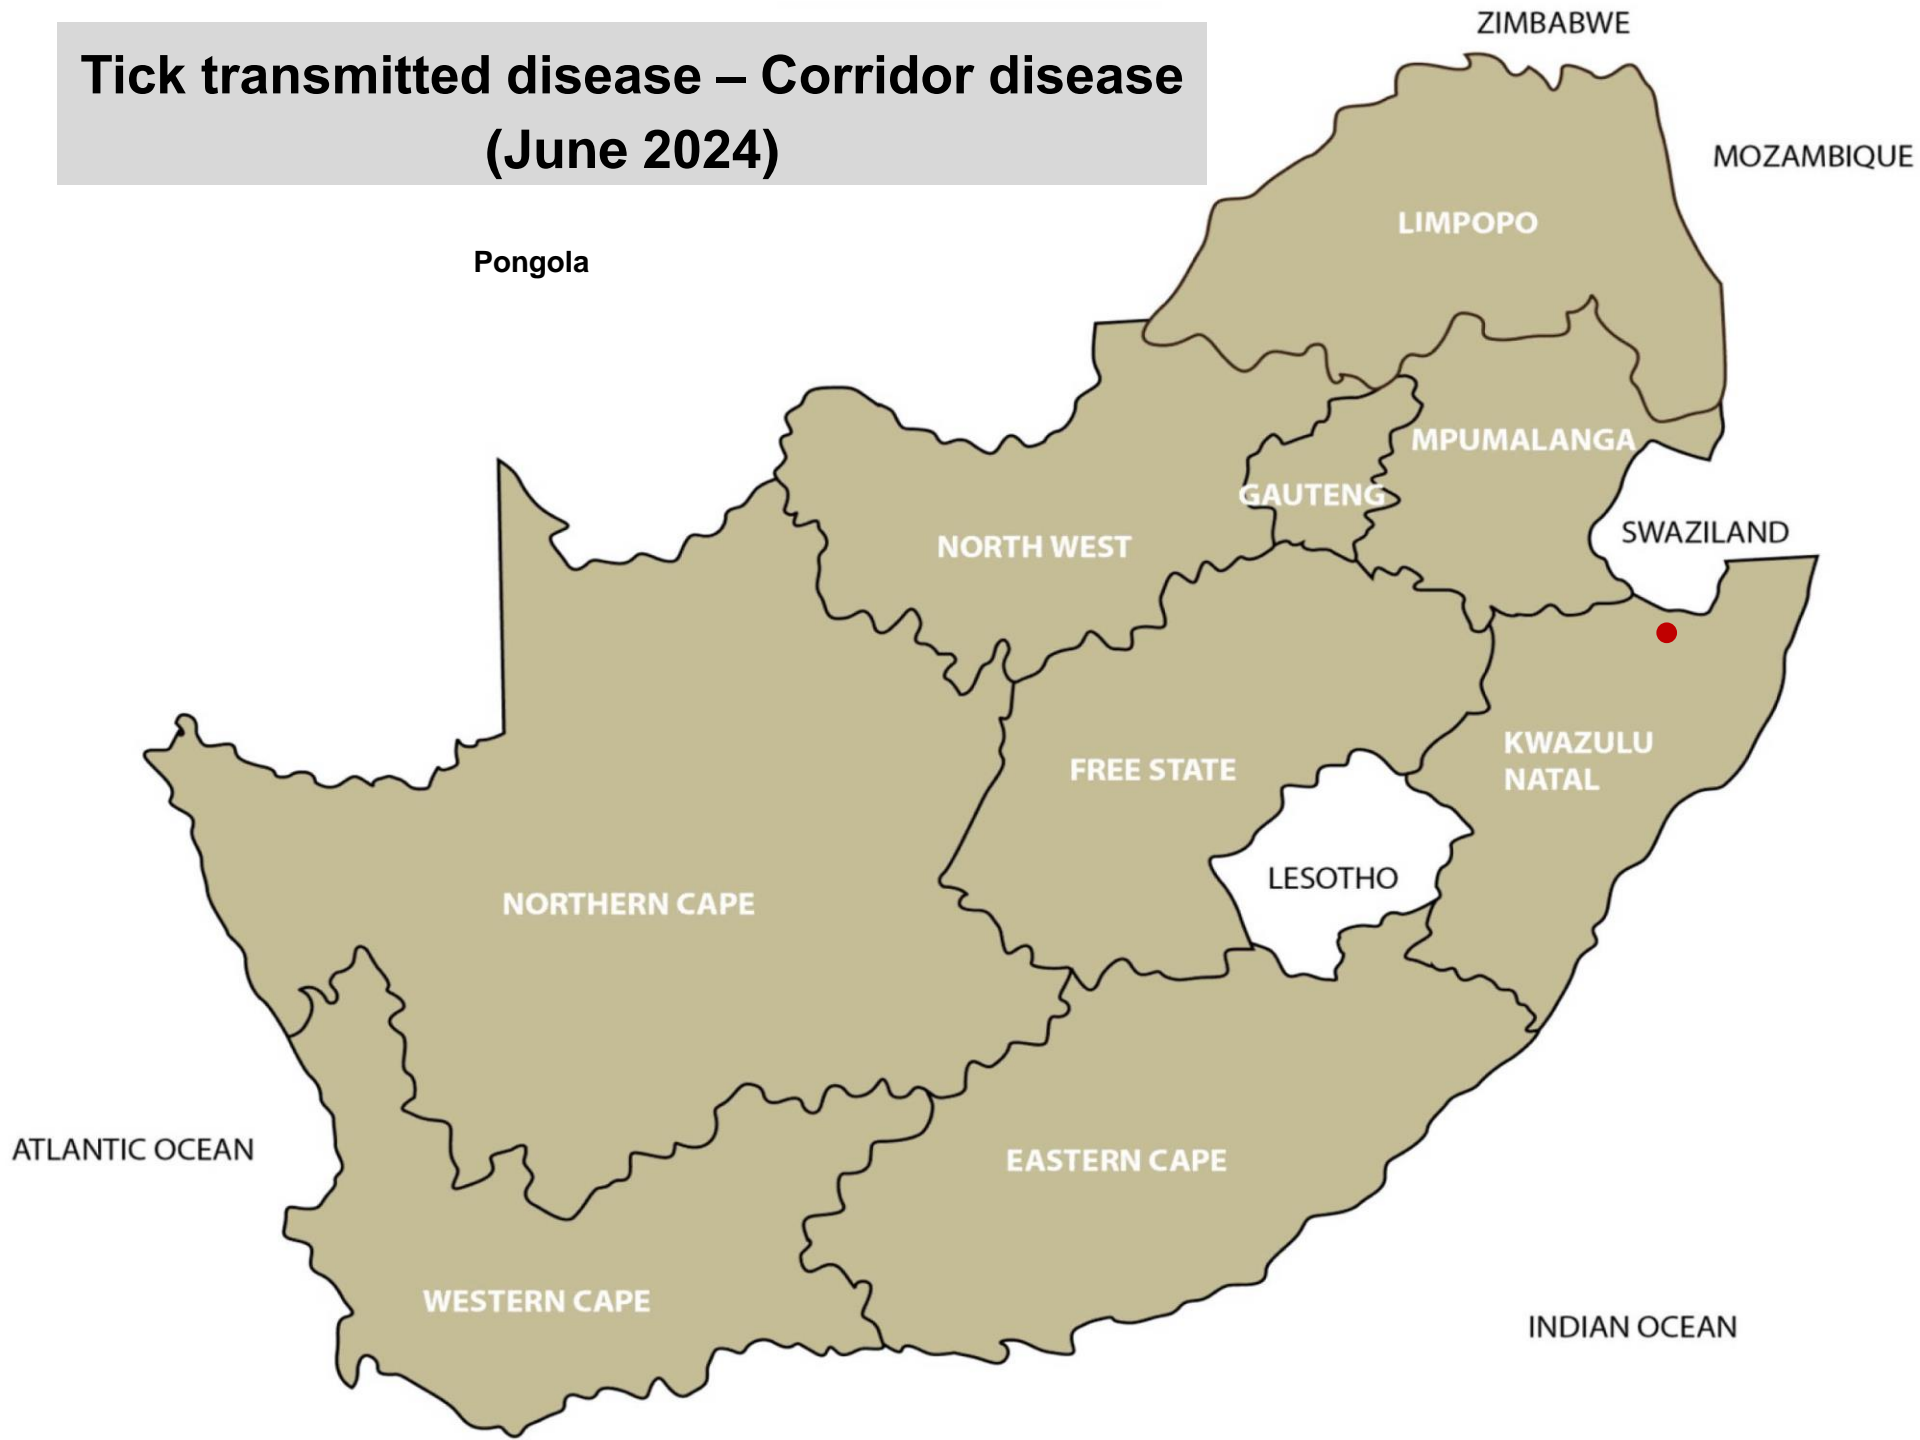 Tick transmitted disease – Corridor disease
(June 2024)
ZIMBABWE
MOZAMBIQUE
LIMPOPO
Pongola
MPUMALANGA
GAUTENG
SWAZILAND
NORTH WEST
KWAZULU
NATAL
FREE STATE
LESOTHO
NORTHERN CAPE
ATLANTIC OCEAN
EASTERN CAPE
WESTERN CAPE
INDIAN OCEAN